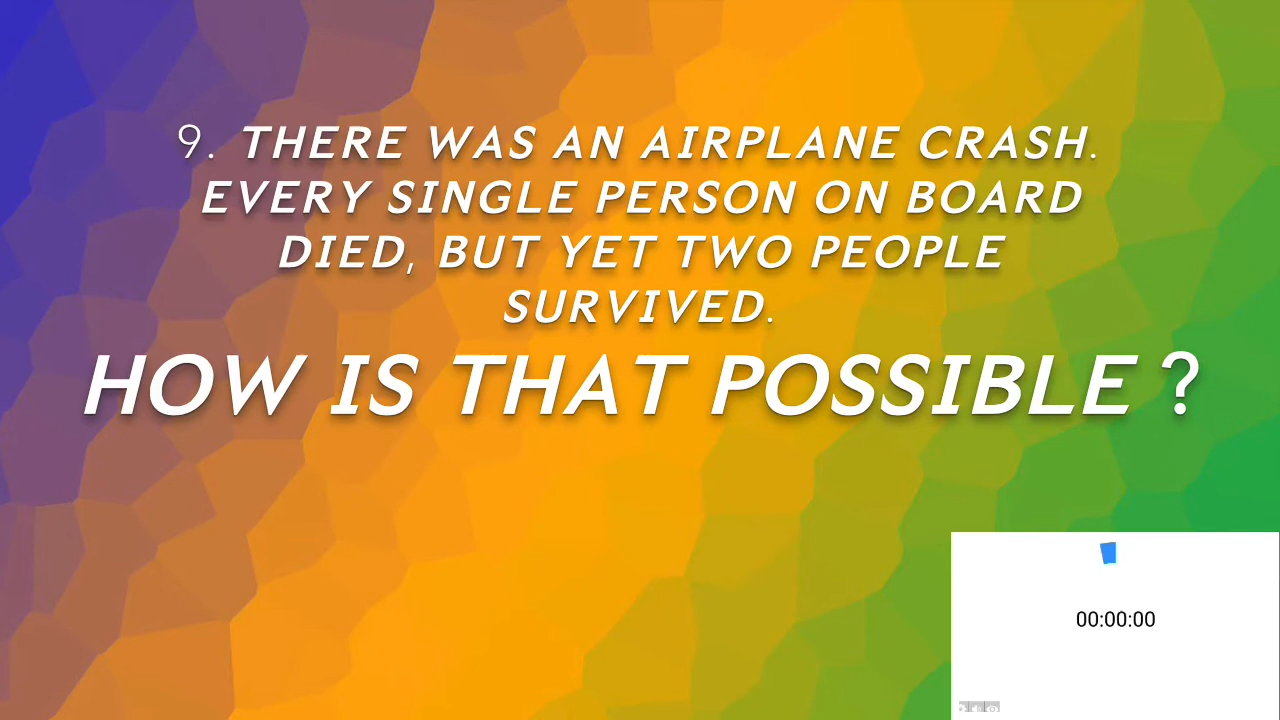 9. THERE WAS AN AIRPLANE CRASH.
EVERY SINGLE PERSON ON BOARD
DIED, BUT YET TWO PEOPLE
SURVIVED.
HOW IS THAT POSSIBLE ?
00:00:00